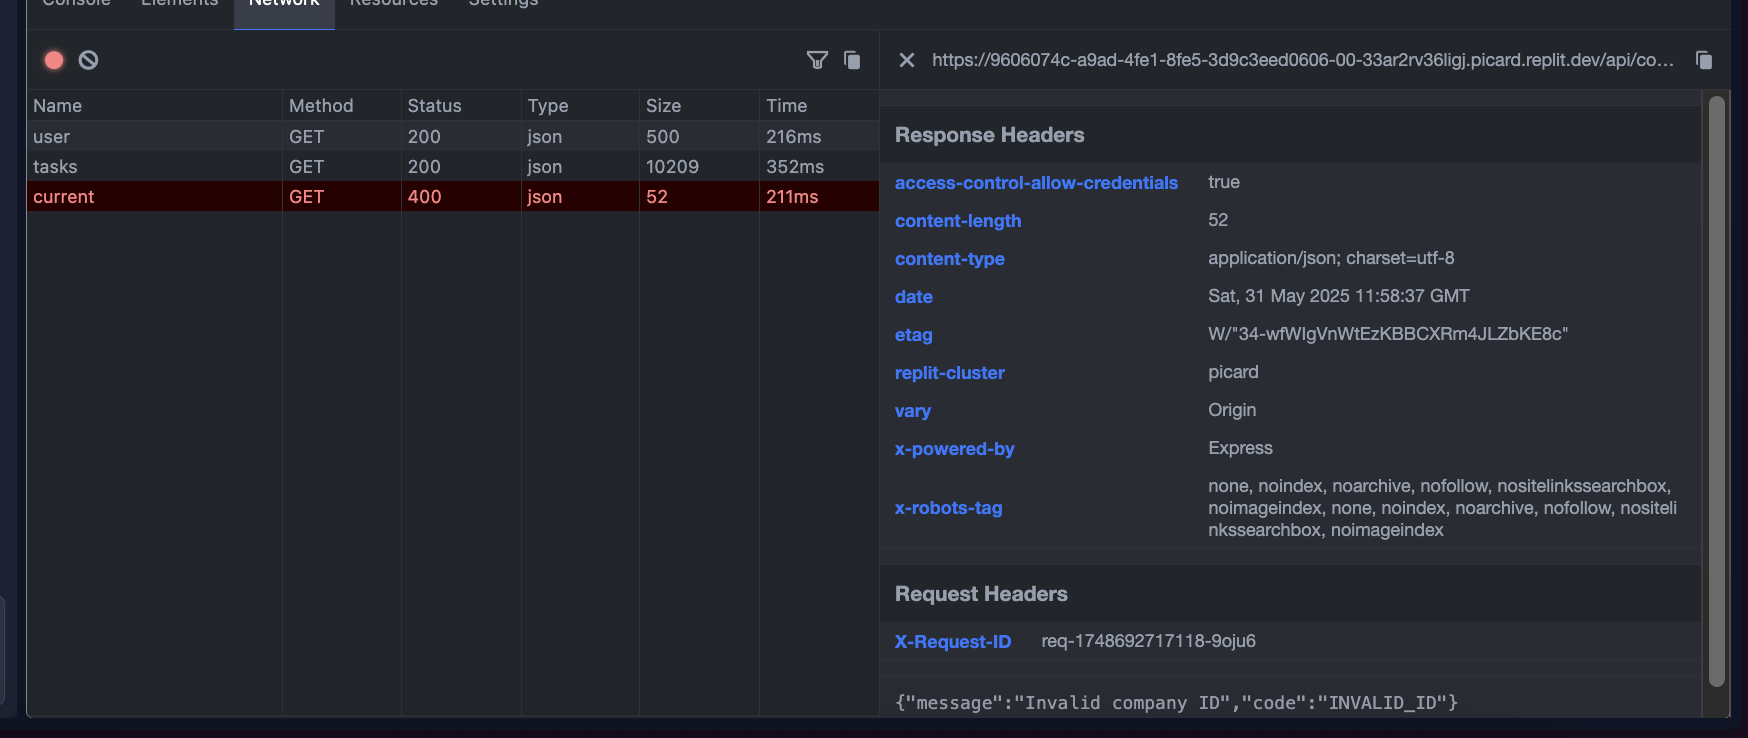 Console Elements Network Resources Settings
https://9606074c-a9ad-4fe1-8fe5-3d9c3eed0606-00-33ar2rv36ligj.picard.replit.dev/api/co...
Name Method Status Type Size Time
user GET 200 json 500 216ms
tasks GET 200 json 10209 352ms
current GET 400 json 52 211ms
Response Headers
access-control-allow-credentials true
content-length 52
content-type application/json; charset=utf-8
date Sat, 31 May 2025 11:58:37 GMT
etag W/"34-wfWIgVnWtEzKBBCXRm4JLZbKE8c"
replit-cluster picard
vary Origin
x-powered-by Express
x-robots-tag none, noindex, noarchive, nofollow, nositelinkssearchbox,
noimageindex, none, noindex, noarchive, nofollow, nositeli
nkssearchbox, noimageindex
Request Headers
X-Request-ID req-1748692717118-9oju6
{"message":"Invalid company ID","code":"INVALID_ID"}